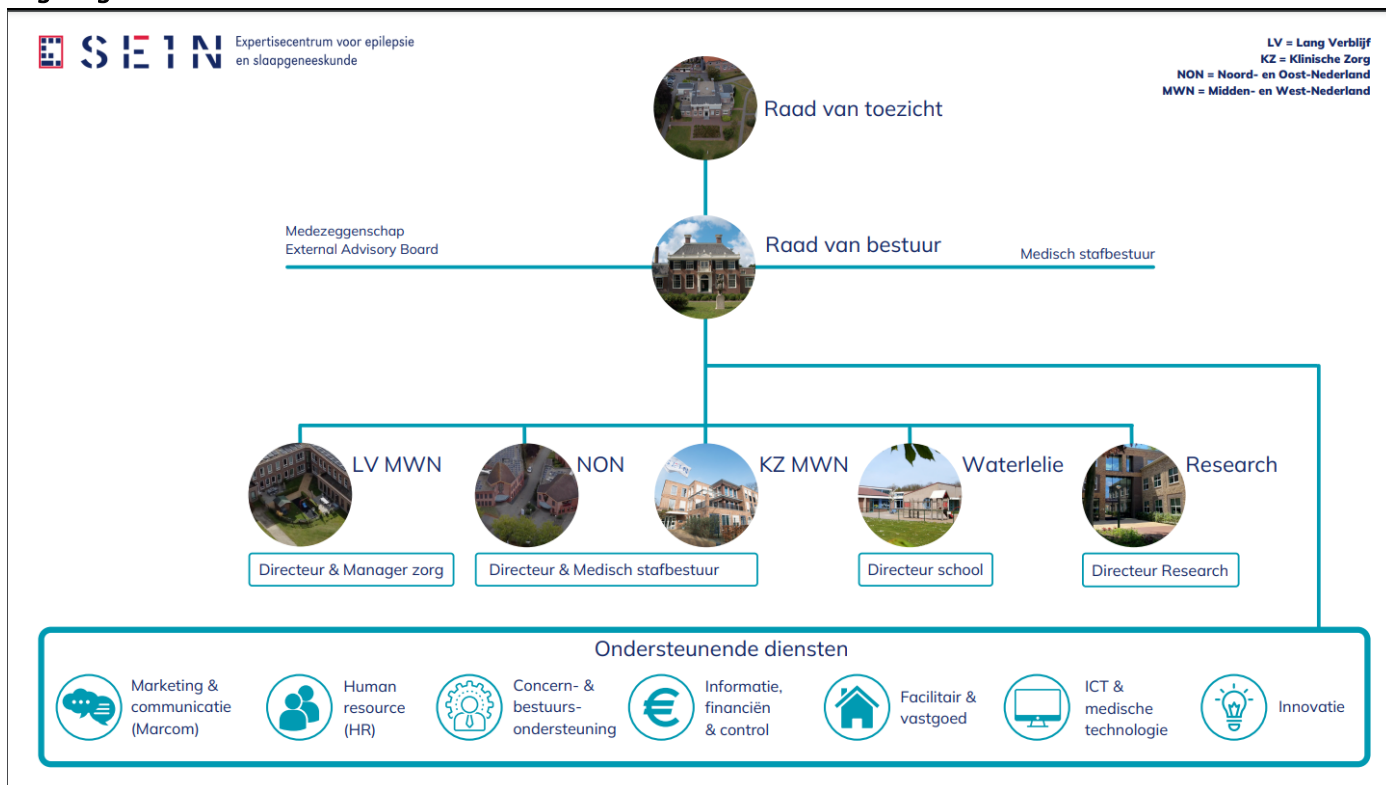 SEIN
Expertisecentrum voor epilepsie
en slaapgeneeskunde
LV = Lang Verblijf
KZ = Klinische Zorg
NON = Noord- en Oost-Nederland
MWN = Midden- en West-Nederland
Raad van toezicht
Medezeggenschap
External Advisory Board
Raad van bestuur
Medisch stafbestuur
LV MWN
NON
KZ MWN
Waterlelie
Research
Directeur & Manager zorg
Directeur & Medisch stafbestuur
Directeur school
Directeur Research
Ondersteunende diensten
Marketing &
communicatie
(Marcom)
Human
resource
(HR)
Concern- &
bestuurs-
ondersteuning
Informatie,
financiën
& control
Facilitair &
vastgoed
ICT &
medische
technologie
Innovatie